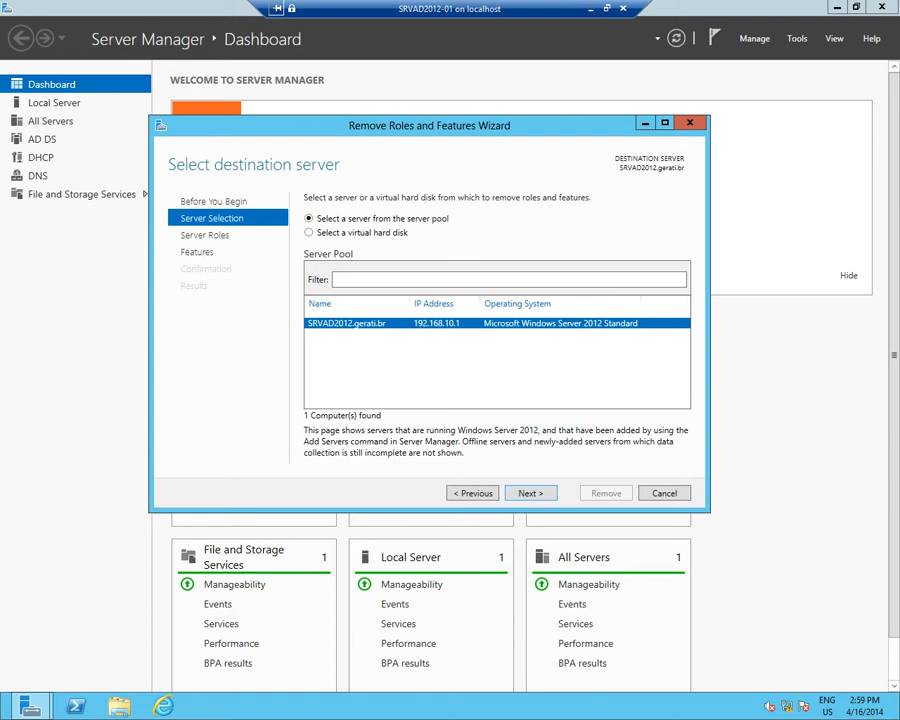 SRVAD2012-01 on localhost
Server Manager
Dashboard
Manage
Tools
View
Help
Dashboard
Local Server
All Servers
AD DS
DHCP
DNS
File and Storage Services
WELCOME TO SERVER MANAGER
Hide
Remove Roles and Features Wizard
Select destination server
DESTINATION SERVER
SRVAD2012.gerati.br
Before You Begin
Server Selection
Server Roles
Features
Confirmation
Results
Select a server or a virtual hard disk from which to remove roles and features.
Select a server from the server pool
Select a virtual hard disk
Server Pool
Filter:
Name IP Address Operating System
SRVAD2012.gerati.br 192.168.10.1 Microsoft Windows Server 2012 Standard
1 Computer(s) found
This page shows servers that are running Windows Server 2012, and that have been added by using the
Add Servers command in Server Manager. Offline servers and newly-added servers from which data
collection is still incomplete are not shown.
< Previous
Next >
Remove
Cancel
File and Storage
Services
1
Manageability
Events
Services
Performance
BPA results
Local Server
1
Manageability
Events
Services
Performance
BPA results
All Servers
1
Manageability
Events
Services
Performance
BPA results
ENG
US
2:59 PM
4/16/2014